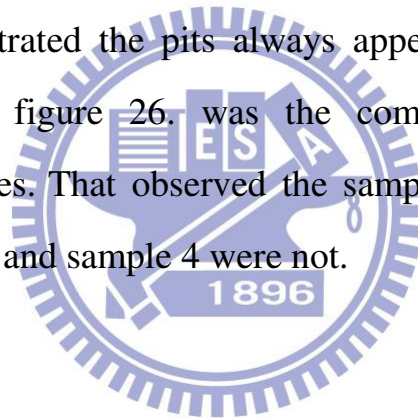 trated the pits always appe
figure 26. was the com
es. That observed the samp
and sample 4 were not.
E S A
1896